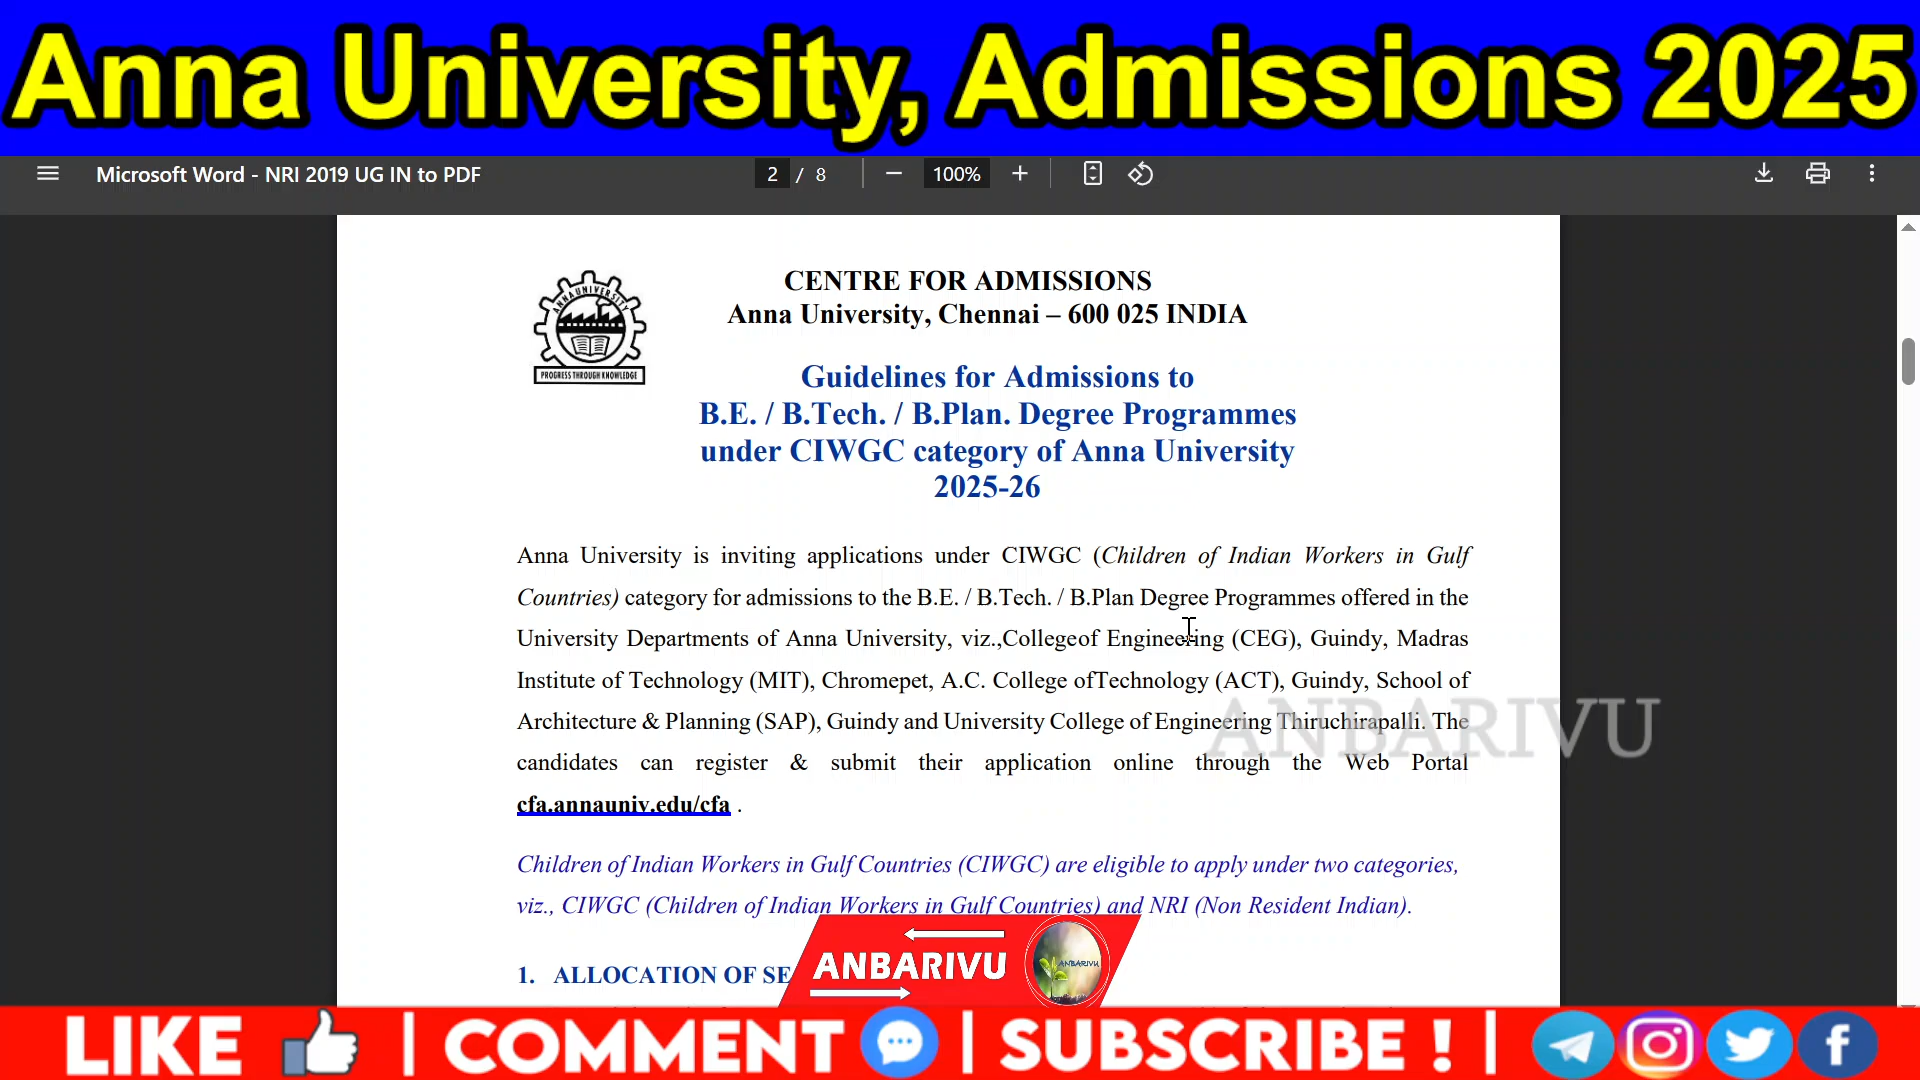 Anna University, Admissions 2025
Microsoft Word - NRI 2019 UG IN to PDF
2 / 8
100%
CENTRE FOR ADMISSIONS
Anna University, Chennai – 600 025 INDIA
ANNA UNIVERSITY
PROGRESS THROUGH KNOWLEDGE
Guidelines for Admissions to
B.E. / B.Tech. / B.Plan. Degree Programmes
under CIWGC category of Anna University
2025-26
Anna University is inviting applications under CIWGC (Children of Indian Workers in Gulf
Countries) category for admissions to the B.E. / B.Tech. / B.Plan Degree Programmes offered in the
University Departments of Anna University, viz.,Collegeof Engineering (CEG), Guindy, Madras
Institute of Technology (MIT), Chromepet, A.C. College ofTechnology (ACT), Guindy, School of
Architecture & Planning (SAP), Guindy and University College of Engineering Thiruchirapalli. The
ANBARIVU
candidates can register & submit their application online through the Web Portal
cfa.annauniv.edu/cfa .
Children of Indian Workers in Gulf Countries (CIWGC) are eligible to apply under two categories,
viz., CIWGC (Children of Indian Workers in Gulf Countries) and NRI (Non Resident Indian).
1. ALLOCATION OF SE
ANBARIVU
ANBARIVU
LIKE | COMMENT | SUBSCRIBE ! |